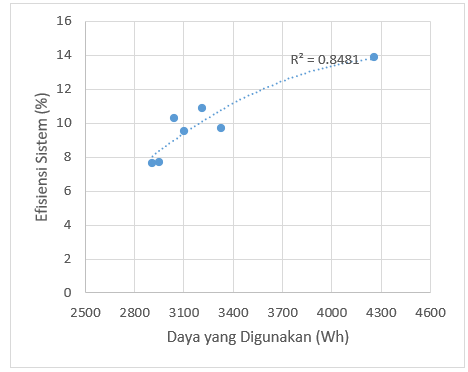 16
14
12
10
8
6
4
2
0
R² = 0.8481
Efisiensi Sistem (%)
2500 2800 3100 3400 3700 4000 4300 4600
Daya yang Digunakan (Wh)